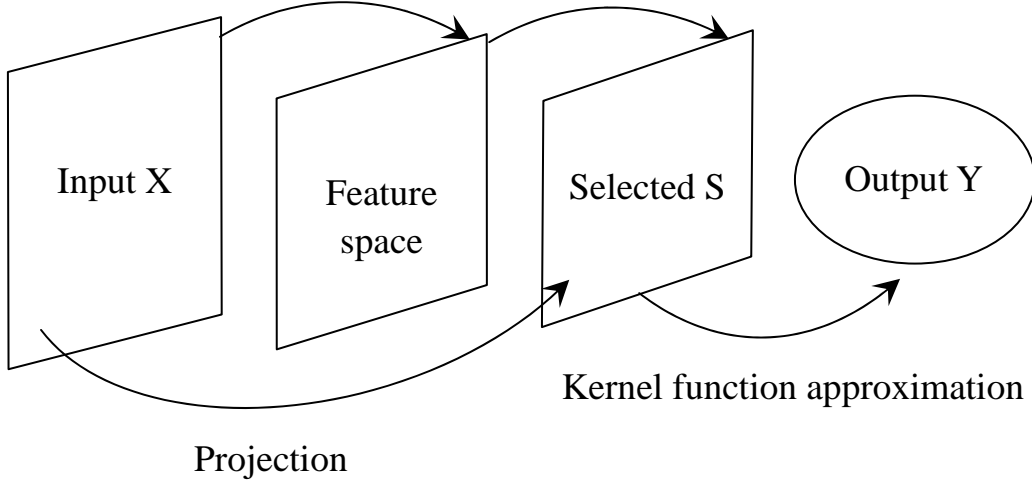 Input X
Feature
space
Selected S
Output Y
Kernel function approximation
Projection